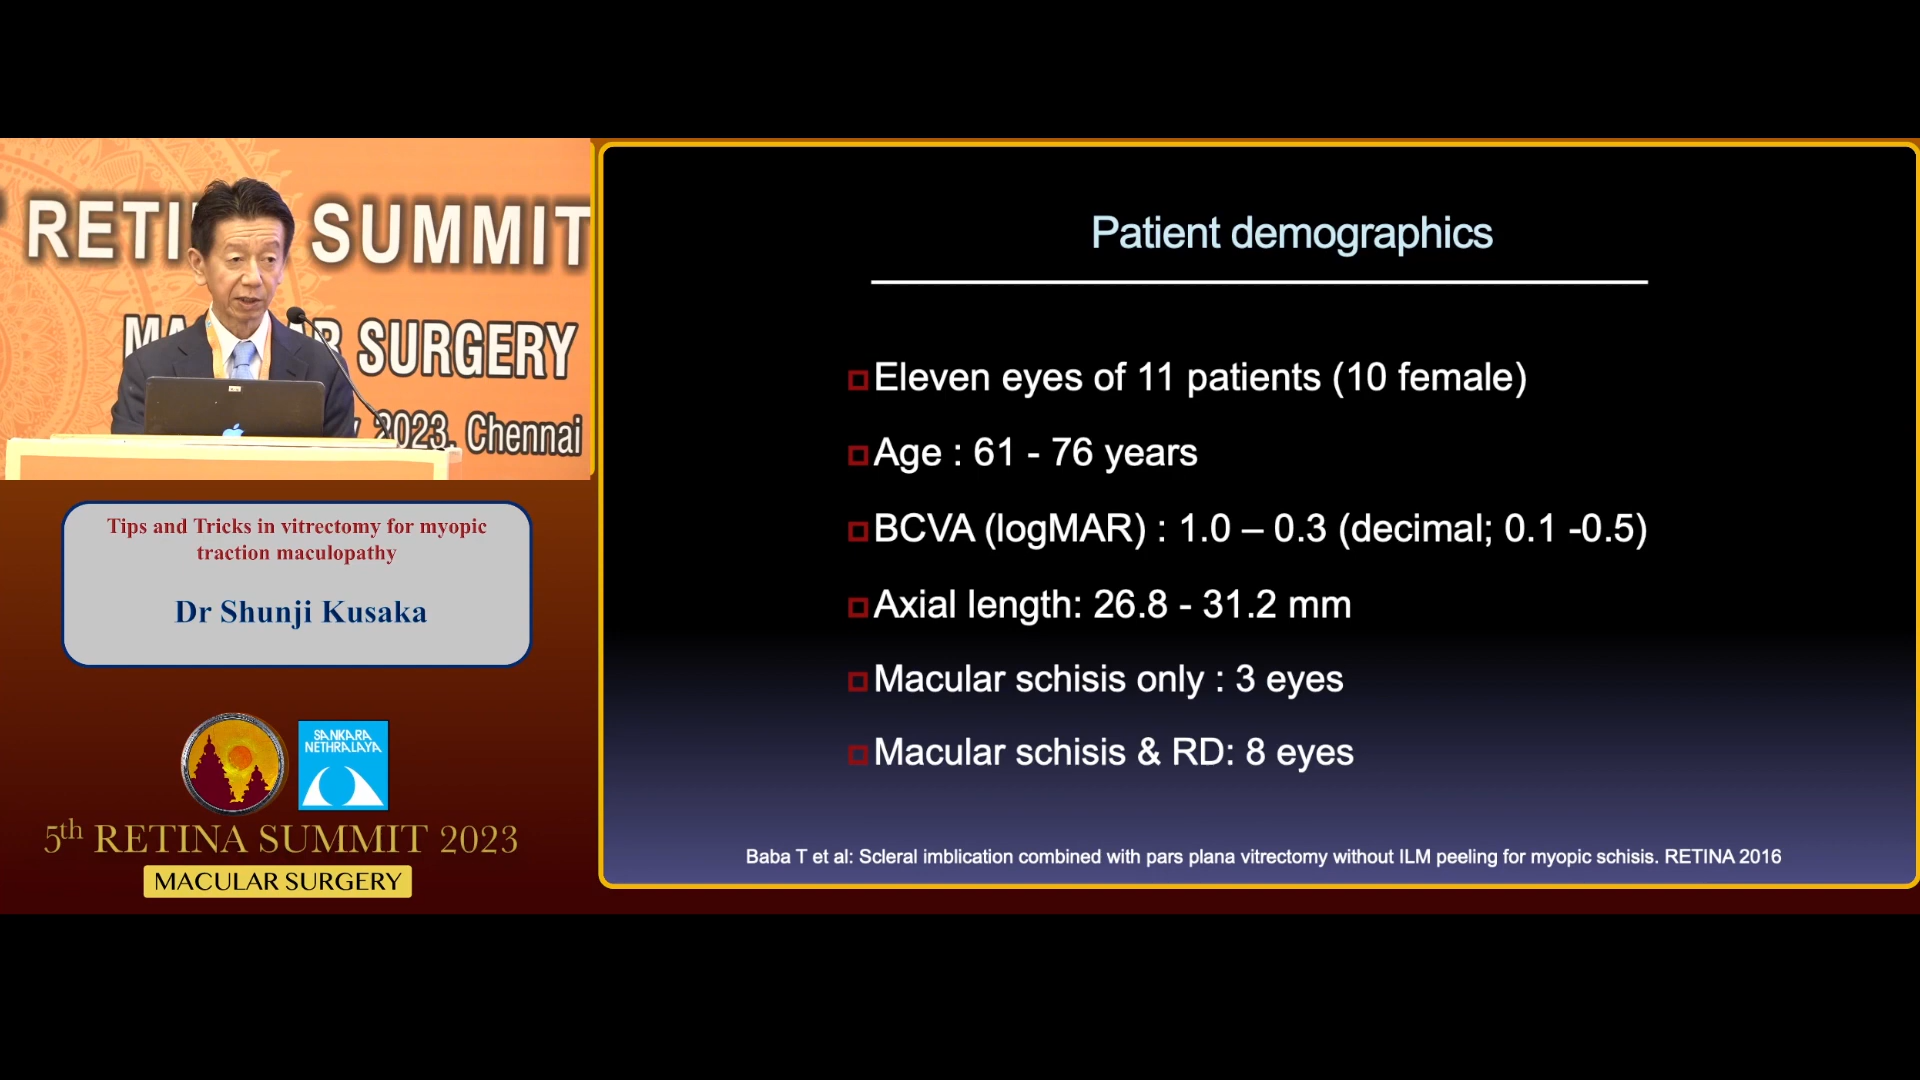 RETI SUMMIT
MA AR SURGERY
2023, Chennai
Tips and Tricks in vitrectomy for myopic
traction maculopathy
Dr Shunji Kusaka
SANKARA
NETHRALAYA
5th RETINA SUMMIT 2023
MACULAR SURGERY
Patient demographics
Eleven eyes of 11 patients (10 female)
Age : 61 - 76 years
BCVA (logMAR) : 1.0 – 0.3 (decimal; 0.1 -0.5)
Axial length: 26.8 - 31.2 mm
Macular schisis only : 3 eyes
Macular schisis & RD: 8 eyes
Baba T et al: Scleral imblication combined with pars plana vitrectomy without ILM peeling for myopic schisis. RETINA 2016